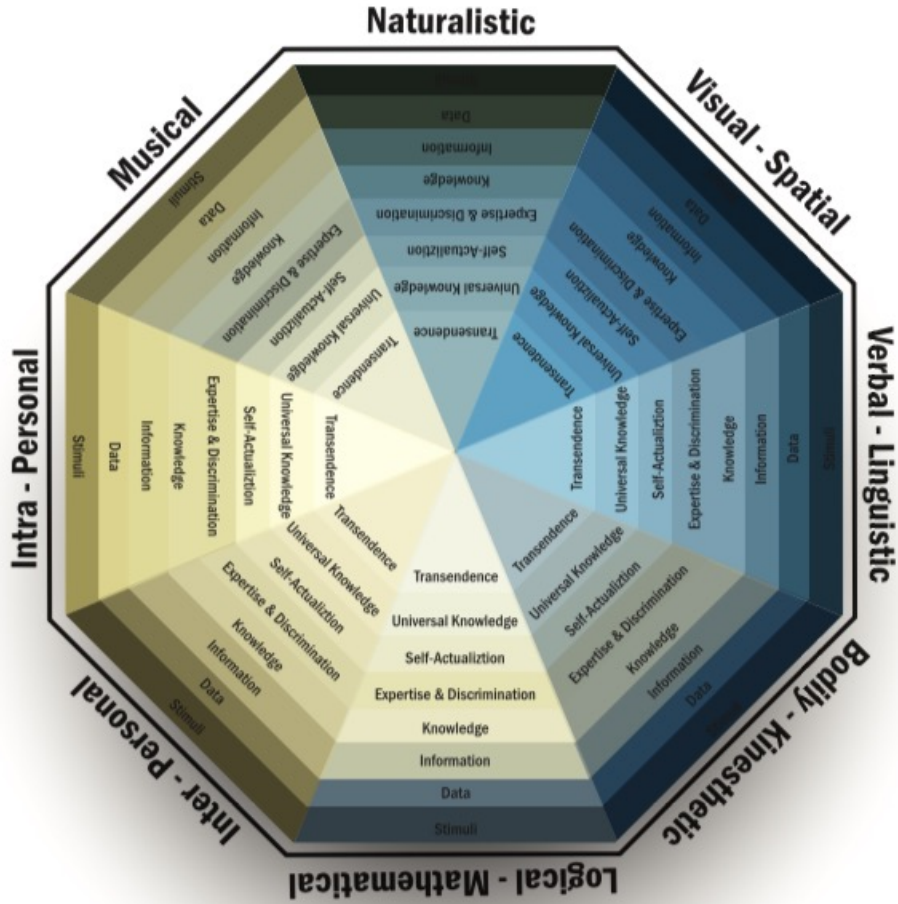 Naturalistic
Data
Information
Knowledge
Expertise & Discrimination
Self-Actualiztion
Universal Knowledge
Transendence
Visual - Spatial
Data
Information
Knowledge
Expertise & Discrimination
Self-Actualiztion
Universal Knowledge
Transendence
Verbal - Linguistic
Stimuli
Data
Information
Knowledge
Expertise & Discrimination
Self-Actualiztion
Universal Knowledge
Transendence
Bodily - Kinesthetic
Stimuli
Data
Information
Knowledge
Expertise & Discrimination
Self-Actualiztion
Universal Knowledge
Transendence
Logical - Mathematical
Stimuli
Data
Information
Knowledge
Expertise & Discrimination
Self-Actualiztion
Universal Knowledge
Transendence
Inter - Personal
Stimuli
Data
Information
Knowledge
Expertise & Discrimination
Self-Actualiztion
Universal Knowledge
Transendence
Intra - Personal
Stimuli
Data
Information
Knowledge
Expertise & Discrimination
Self-Actualiztion
Universal Knowledge
Transendence
Musical
Stimuli
Data
Information
Knowledge
Expertise & Discrimination
Self-Actualiztion
Universal Knowledge
Transendence